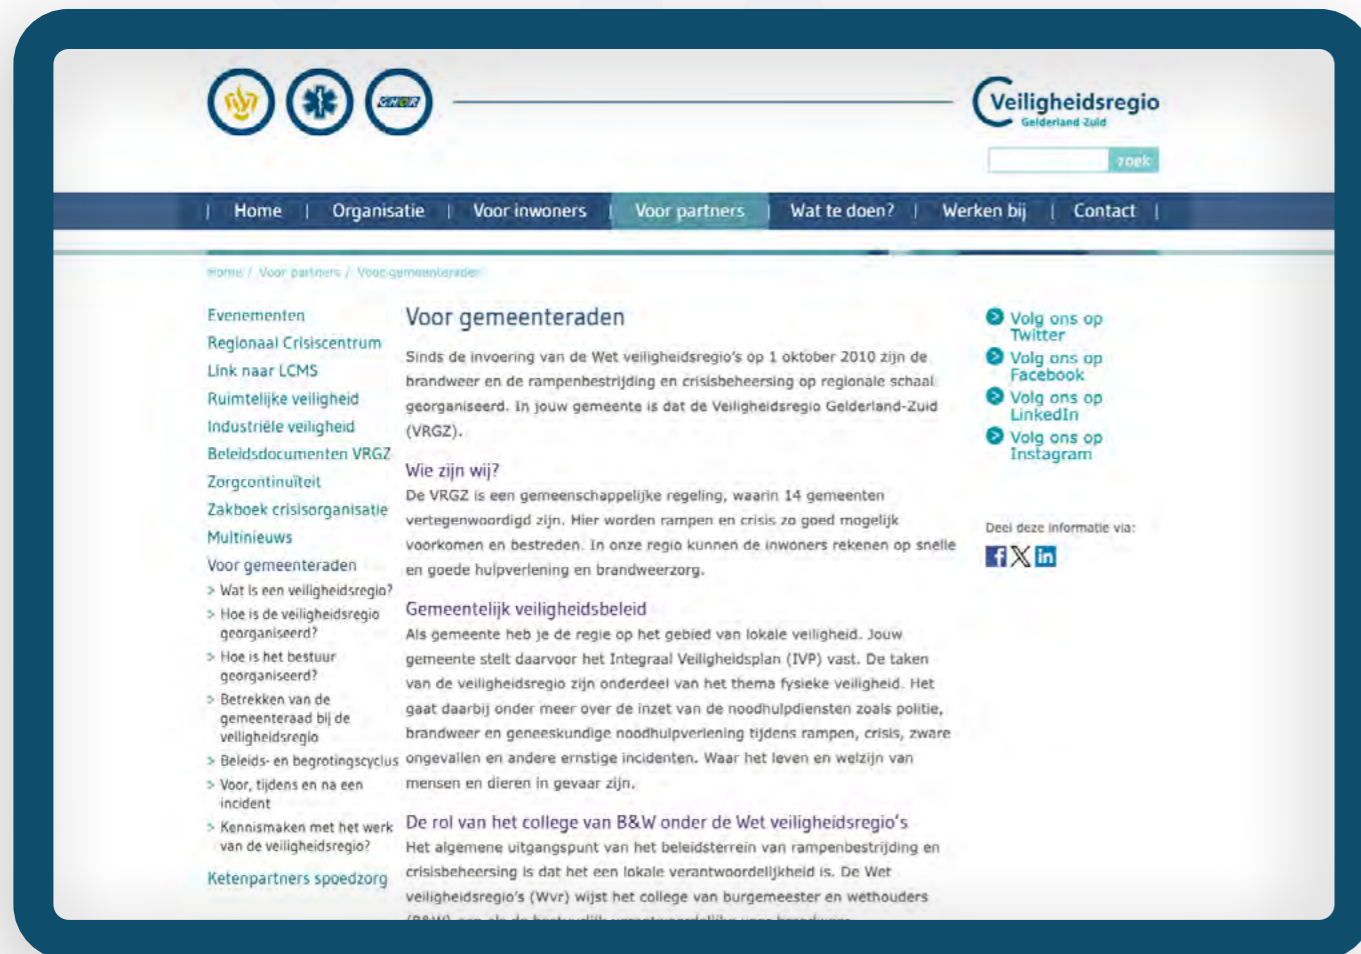 GHOR
Veiligheidsregio
Gelderland-Zuid
zoek
Home | Organisatie | Voor inwoners | Voor partners | Wat te doen? | Werken bij | Contact |
Home / Voor partners / Voor gemeenteraden
Evenementen
Regionaal Crisiscentrum
Link naar LCMS
Ruimtelijke veiligheid
Industriële veiligheid
Beleidsdocumenten VRGZ
Zorgcontinuïteit
Zakboek crisisorganisatie
Multinieuws
Voor gemeenteraden
> Wat is een veiligheidsregio?
> Hoe is de veiligheidsregio
georganiseerd?
> Hoe is het bestuur
georganiseerd?
> Betrekken van de
gemeenteraad bij de
veiligheidsregio
> Beleids- en begrotingscyclus
> Voor, tijdens en na een
incident
> Kennismaken met het werk
van de veiligheidsregio?
Ketenpartners spoedzorg
Voor gemeenteraden
Sinds de invoering van de Wet veiligheidsregio's op 1 oktober 2010 zijn de
brandweer en de rampenbestrijding en crisisbeheersing op regionale schaal
georganiseerd. In jouw gemeente is dat de Veiligheidsregio Gelderland-Zuid
(VRGZ).
Wie zijn wij?
De VRGZ is een gemeenschappelijke regeling, waarin 14 gemeenten
vertegenwoordigd zijn. Hier worden rampen en crisis zo goed mogelijk
voorkomen en bestreden. In onze regio kunnen de inwoners rekenen op snelle
en goede hulpverlening en brandweerzorg.
Gemeentelijk veiligheidsbeleid
Als gemeente heb je de regie op het gebied van lokale veiligheid. Jouw
gemeente stelt daarvoor het Integraal Veiligheidsplan (IVP) vast. De taken
van de veiligheidsregio zijn onderdeel van het thema fysieke veiligheid. Het
gaat daarbij onder meer over de inzet van de noodhulpdiensten zoals politie,
brandweer en geneeskundige noodhulpverlening tijdens rampen, crisis, zware
ongevallen en andere ernstige incidenten. Waar het leven en welzijn van
mensen en dieren in gevaar zijn.
De rol van het college van B&W onder de Wet veiligheidsregio's
Het algemene uitgangspunt van het beleidsterrein van rampenbestrijding en
crisisbeheersing is dat het een lokale verantwoordelijkheid is. De Wet
veiligheidsregio's (Wvr) wijst het college van burgemeester en wethouders
Volg ons op
Twitter
Volg ons op
Facebook
Volg ons op
LinkedIn
Volg ons op
Instagram
Deel deze informatie via: